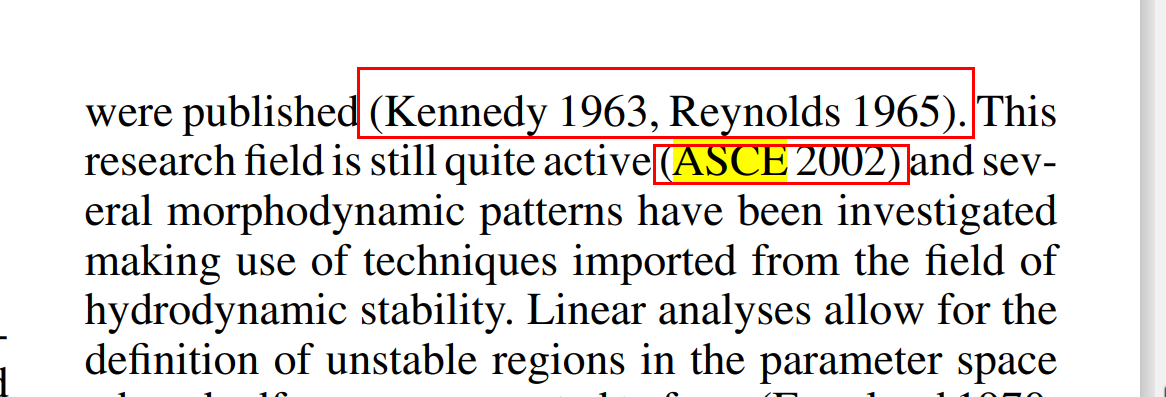 were published (Kennedy 1963, Reynolds 1965). This
research field is still quite active (ASCE 2002) and sev-
eral morphodynamic patterns have been investigated
making use of techniques imported from the field of
hydrodynamic stability. Linear analyses allow for the
definition of unstable regions in the parameter space